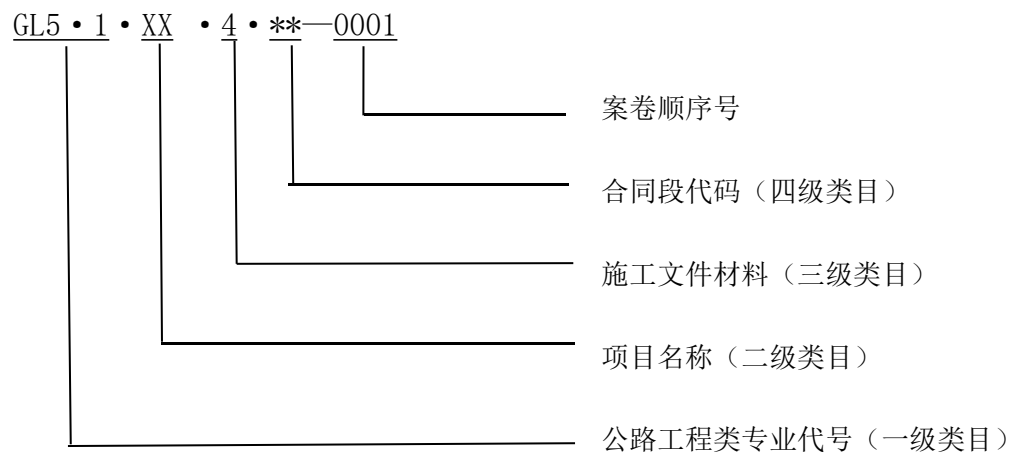 GL5·1·XX ·4·**—0001
案卷顺序号
合同段代码（四级类目）
施工文件材料（三级类目）
项目名称（二级类目）
公路工程类专业代号（一级类目）